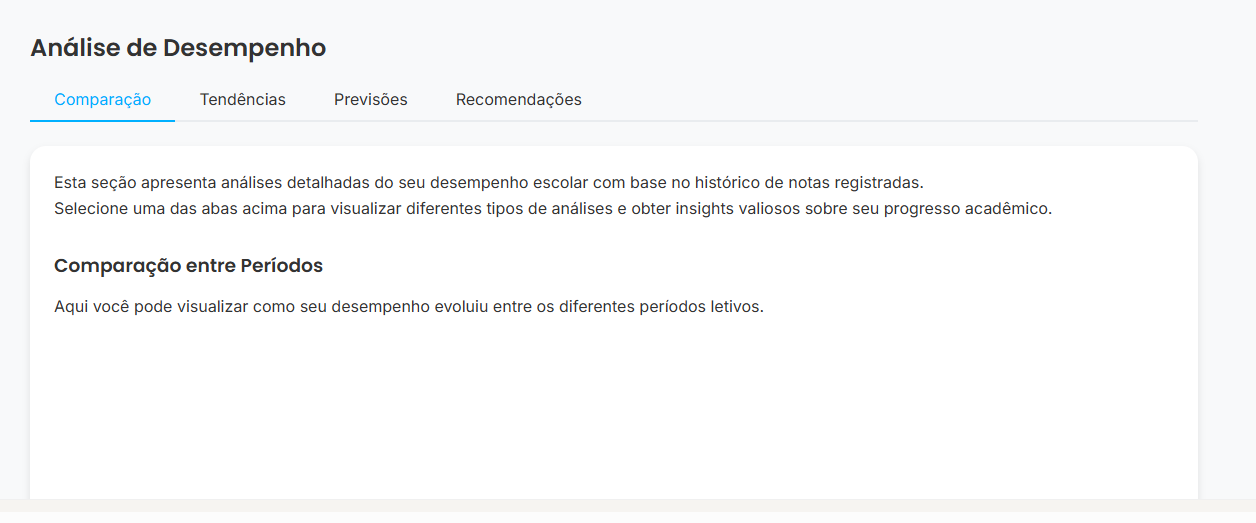 Análise de Desempenho
Comparação
Tendências
Previsões
Recomendações
Esta seção apresenta análises detalhadas do seu desempenho escolar com base no histórico de notas registradas.
Selecione uma das abas acima para visualizar diferentes tipos de análises e obter insights valiosos sobre seu progresso acadêmico.
Comparação entre Períodos
Aqui você pode visualizar como seu desempenho evoluiu entre os diferentes períodos letivos.